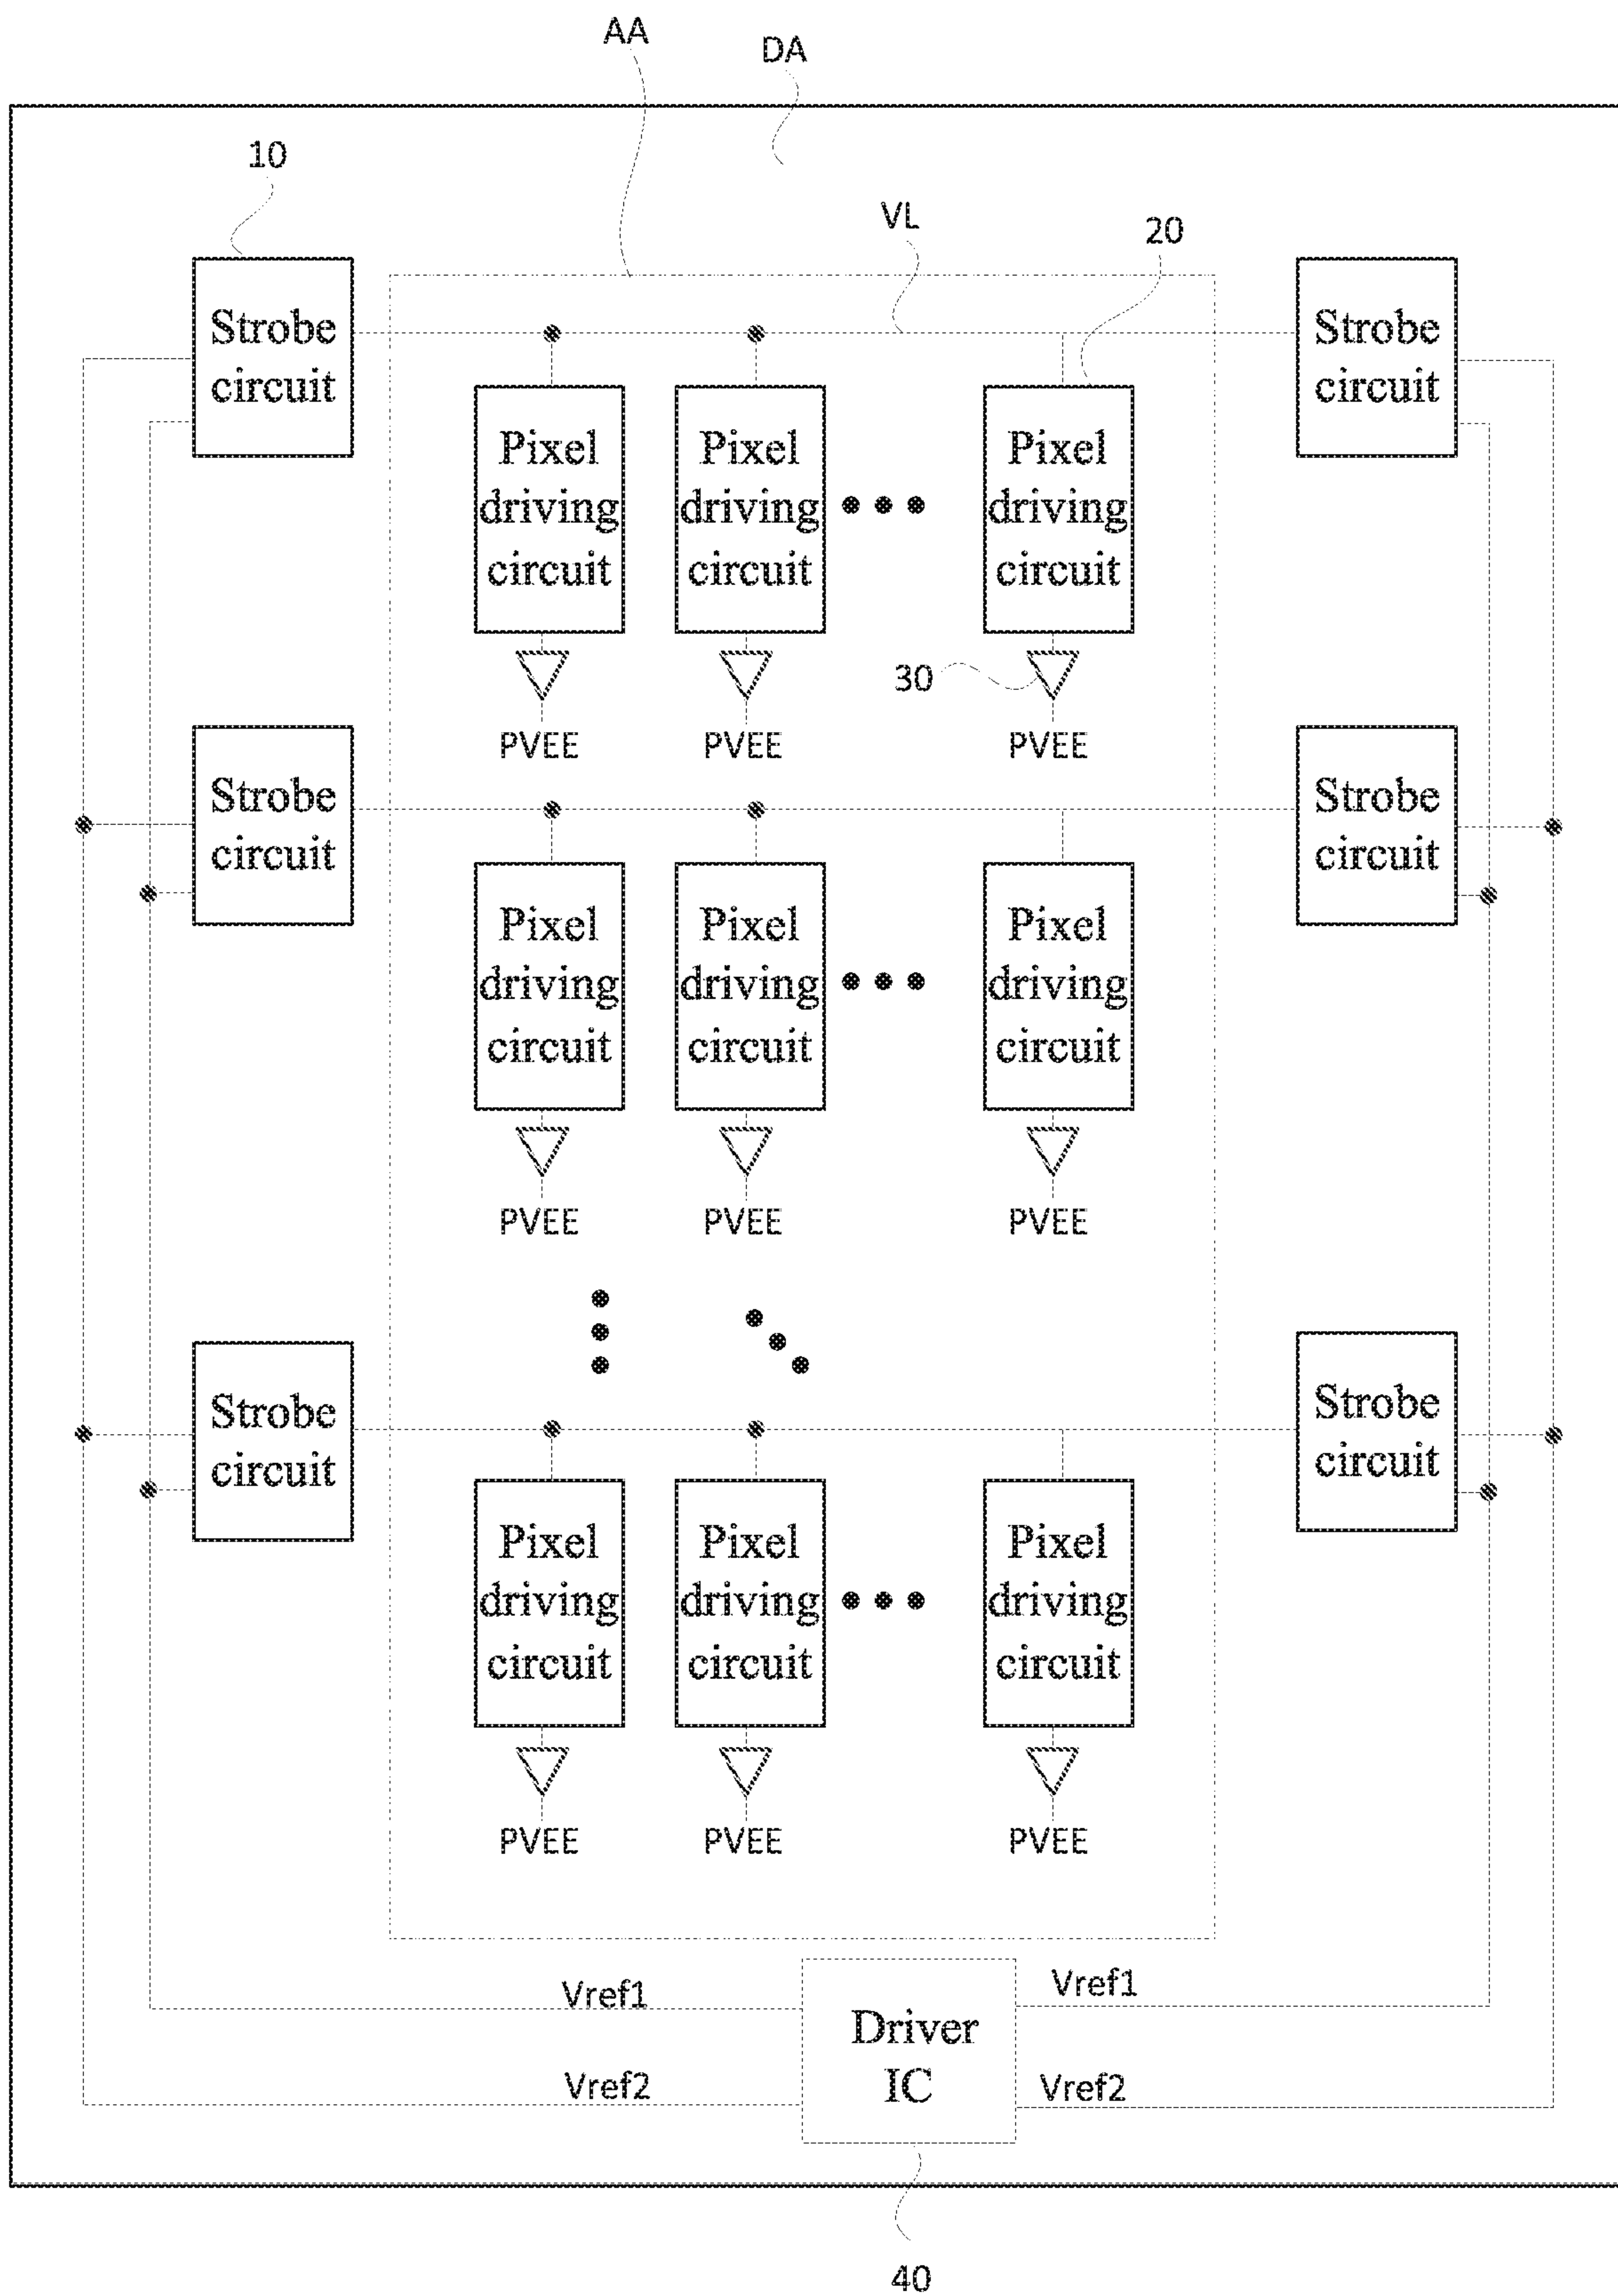 AA
DA
10
VL
20
Strobe
circuit
Strobe
circuit
Pixel
driving
circuit
Pixel
driving
circuit
Pixel
driving
circuit
30
PVEE
PVEE
PVEE
Strobe
circuit
Strobe
circuit
Pixel
driving
circuit
Pixel
driving
circuit
Pixel
driving
circuit
PVEE
PVEE
PVEE
Strobe
circuit
Strobe
circuit
Pixel
driving
circuit
Pixel
driving
circuit
Pixel
driving
circuit
PVEE
PVEE
PVEE
Vref1
Vref1
Driver
IC
Vref2
Vref2
40